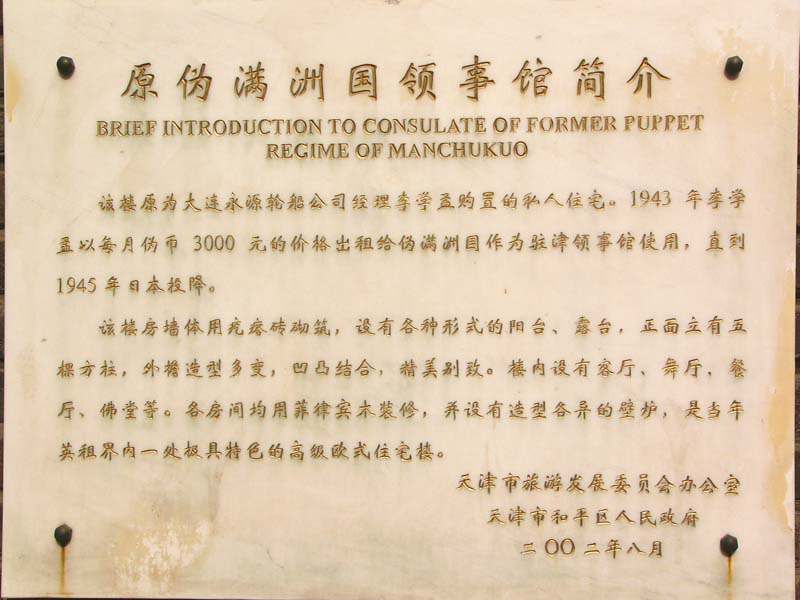 原伪满洲国领事馆简介
BRIEF INTRODUCTION TO CONSULATE OF FORMER PUPPET
REGIME OF MANCHUKUO
该楼原为大连永源轮船公司经理李学孟购置的私人住宅。1943 年李学
孟以每月伪币 3000 元的价格出租给伪满洲国作为驻津领事馆使用，直到
1945 年日本投降。
该楼房墙体用疙瘩砖砌筑，设有各种形式的阳台、露台，正面立有五
棵方柱，外檐造型多变，凹凸结合，精美别致。楼内设有客厅、舞厅、餐
厅、佛堂等。各房间均用菲律宾木装修，并设有造型各异的壁炉，是当年
英租界内一处极具特色的高级欧式住宅楼。
天津市旅游发展委员会办公室
天津市和平区人民政府
二〇〇二年八月